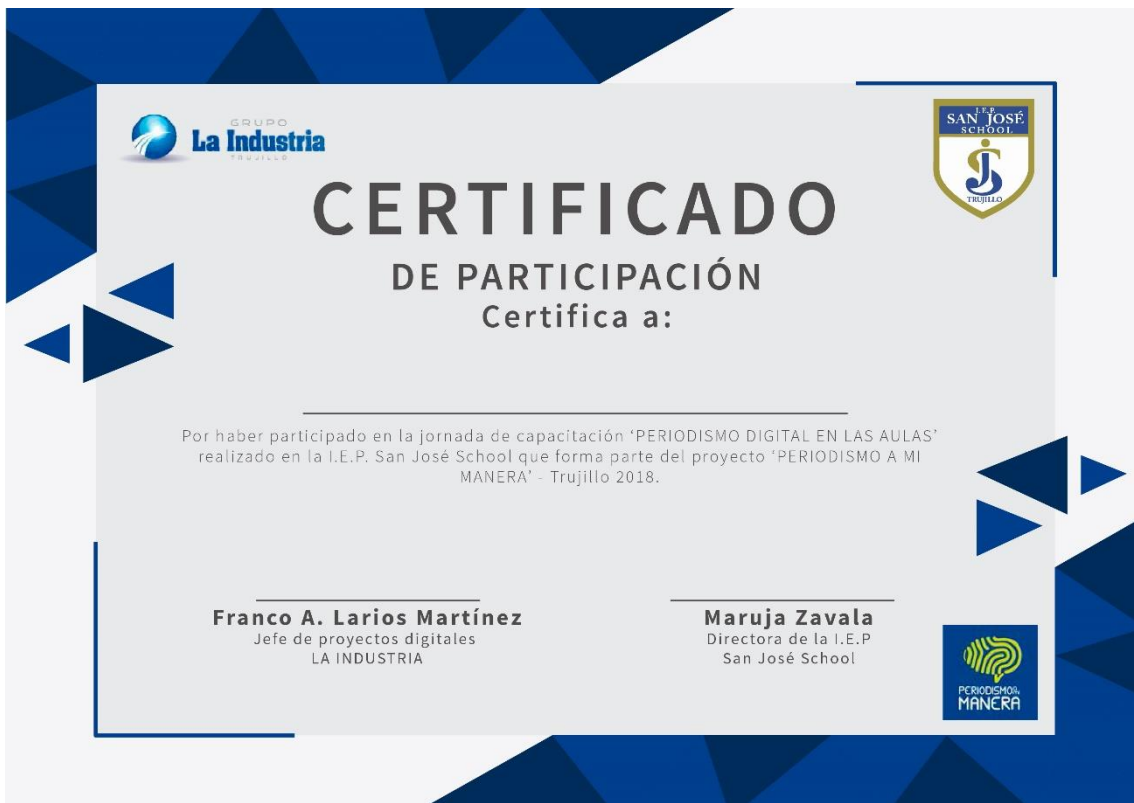 GRUPO
La Industria
TRUJILLO
I.E.P.
SAN JOSÉ
SCHOOL
TRUJILLO
CERTIFICADO
DE PARTICIPACIÓN
Certifica a:
Por haber participado en la jornada de capacitación ‘PERIODISMO DIGITAL EN LAS AULAS’
realizado en la I.E.P. San José School que forma parte del proyecto ‘PERIODISMO A MI
MANERA’ - Trujillo 2018.
Franco A. Larios Martínez
Jefe de proyectos digitales
LA INDUSTRIA
Maruja Zavala
Directora de la I.E.P
San José School
PERIODISMO
MANERA